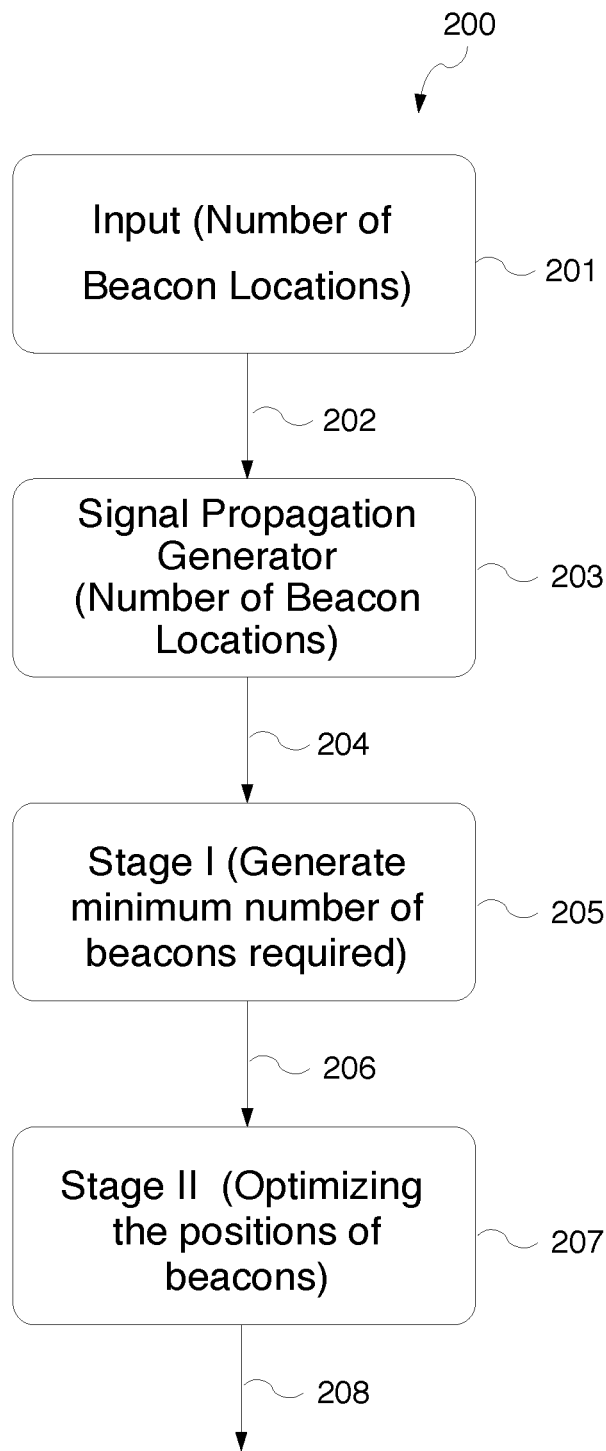 200
Input (Number of
Beacon Locations)
201
202
Signal Propagation
Generator
(Number of Beacon
Locations)
203
204
Stage I (Generate
minimum number of
beacons required)
205
206
Stage II (Optimizing
the positions of
beacons)
207
208